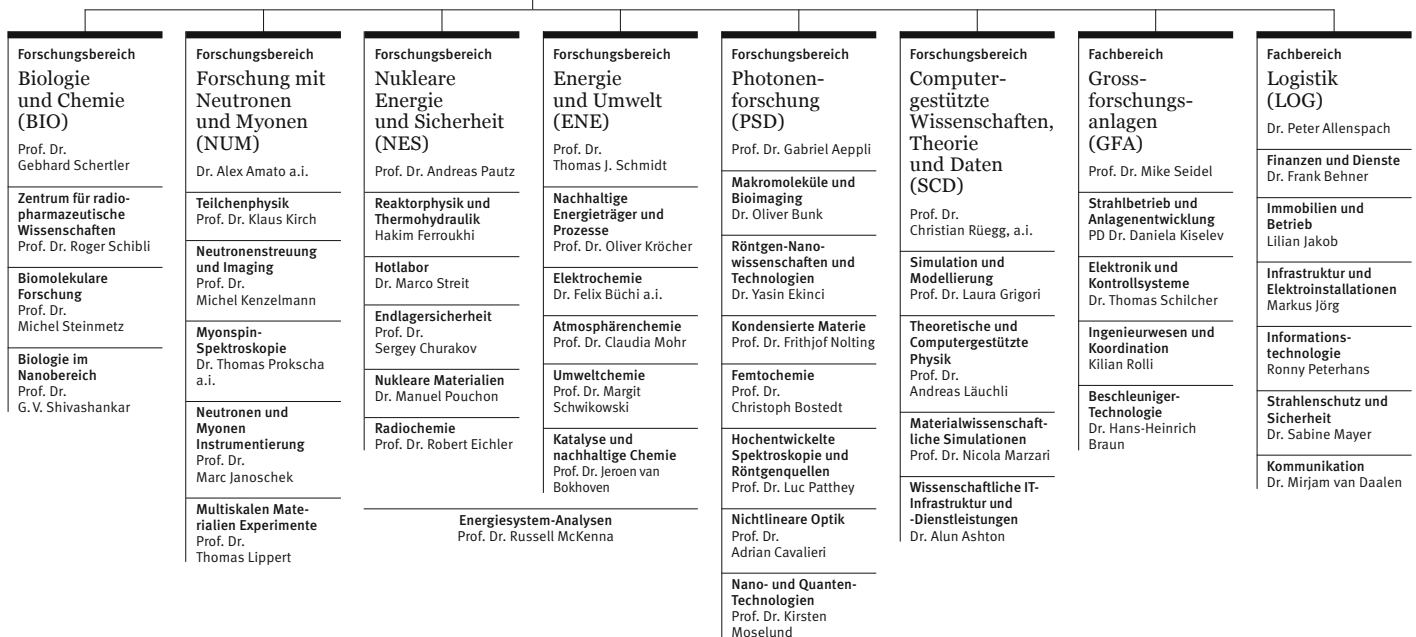 Forschungsbereich
Biologie
und Chemie
(BIO)
Prof. Dr.
Gebhard Schertler
Zentrum für radio-
pharmazeutische
Wissenschaften
Prof. Dr. Roger Schibli
Biomolekulare
Forschung
Prof. Dr.
Michel Steinmetz
Biologie im
Nanobereich
Prof. Dr.
G. V. Shivashankar
Forschungsbereich
Forschung mit
Neutronen
und Myonen
(NUM)
Dr. Alex Amato a.i.
Teilchenphysik
Prof. Dr. Klaus Kirch
Neutronenstreuung
und Imaging
Prof. Dr.
Michel Kenzelmann
Myonspin-
Spektroskopie
Dr. Thomas Prokscha
a.i.
Neutronen und
Myonen
Instrumentierung
Prof. Dr.
Marc Janoschek
Multiskalen Mate-
rialien Experimente
Prof. Dr.
Thomas Lippert
Forschungsbereich
Nukleare
Energie
und Sicherheit
(NES)
Prof. Dr. Andreas Pautz
Reaktorphysik und
Thermohydraulik
Hakim Ferroukhi
Hotlabor
Dr. Marco Streit
Endlagersicherheit
Prof. Dr.
Sergey Churakov
Nukleare Materialien
Dr. Manuel Pouchon
Radiochemie
Prof. Dr. Robert Eichler
Forschungsbereich
Energie
und Umwelt
(ENE)
Prof. Dr.
Thomas J. Schmidt
Nachhaltige
Energieträger und
Prozesse
Prof. Dr. Oliver Kröcher
Elektrochemie
Dr. Felix Büchi a.i.
Atmosphärenchemie
Prof. Dr. Claudia Mohr
Umweltchemie
Prof. Dr. Margit
Schwikowski
Katalyse und
nachhaltige Chemie
Prof. Dr. Jeroen van
Bokhoven
Energiesystem-Analysen
Prof. Dr. Russell McKenna
Forschungsbereich
Photonen-
forschung
(PSD)
Prof. Dr. Gabriel Aeppli
Makromoleküle und
Bioimaging
Dr. Oliver Bunk
Röntgen-Nano-
wissenschaften und
Technologien
Dr. Yasin Ekinci
Kondensierte Materie
Prof. Dr. Frithjof Nolting
Femtochemie
Prof. Dr.
Christoph Bostedt
Hochentwickelte
Spektroskopie und
Röntgenquellen
Prof. Dr. Luc Patthey
Nichtlineare Optik
Prof. Dr.
Adrian Cavalieri
Nano- und Quanten-
Technologien
Prof. Dr. Kirsten
Moselund
Forschungsbereich
Computer-
gestützte
Wissenschaften,
Theorie
und Daten
(SCD)
Prof. Dr.
Christian Rüegg, a.i.
Simulation und
Modellierung
Prof. Dr. Laura Grigori
Theoretische und
Computergestützte
Physik
Prof. Dr.
Andreas Läuchli
Materialwissenschaft-
liche Simulationen
Prof. Dr. Nicola Marzari
Wissenschaftliche IT-
Infrastruktur und
-Dienstleistungen
Dr. Alun Ashton
Fachbereich
Gross-
forschungs-
anlagen
(GFA)
Prof. Dr. Mike Seidel
Strahlbetrieb und
Anlagenentwicklung
PD Dr. Daniela Kiselev
Elektronik und
Kontrollsysteme
Dr. Thomas Schilcher
Ingenieurwesen und
Koordination
Kilian Rolli
Beschleuniger-
Technologie
Dr. Hans-Heinrich
Braun
Fachbereich
Logistik
(LOG)
Dr. Peter Allenspach
Finanzen und Dienste
Dr. Frank Behner
Immobilien und
Betrieb
Lilian Jakob
Infrastruktur und
Elektroinstallationen
Markus Jörg
Informations-
technologie
Ronny Peterhans
Strahlenschutz und
Sicherheit
Dr. Sabine Mayer
Kommunikation
Dr. Mirjam van Daalen